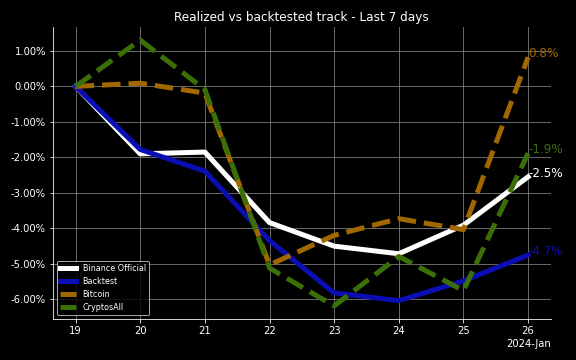 Realized vs backtested track - Last 7 days
1.00%
0.00%
-1.00%
-2.00%
-3.00%
-4.00%
-5.00%
-6.00%
0.8%
-1.9%
-2.5%
-4.7%
Binance Official
Backtest
Bitcoin
CryptosAll
19 20 21 22 23 24 25 26
2024-Jan